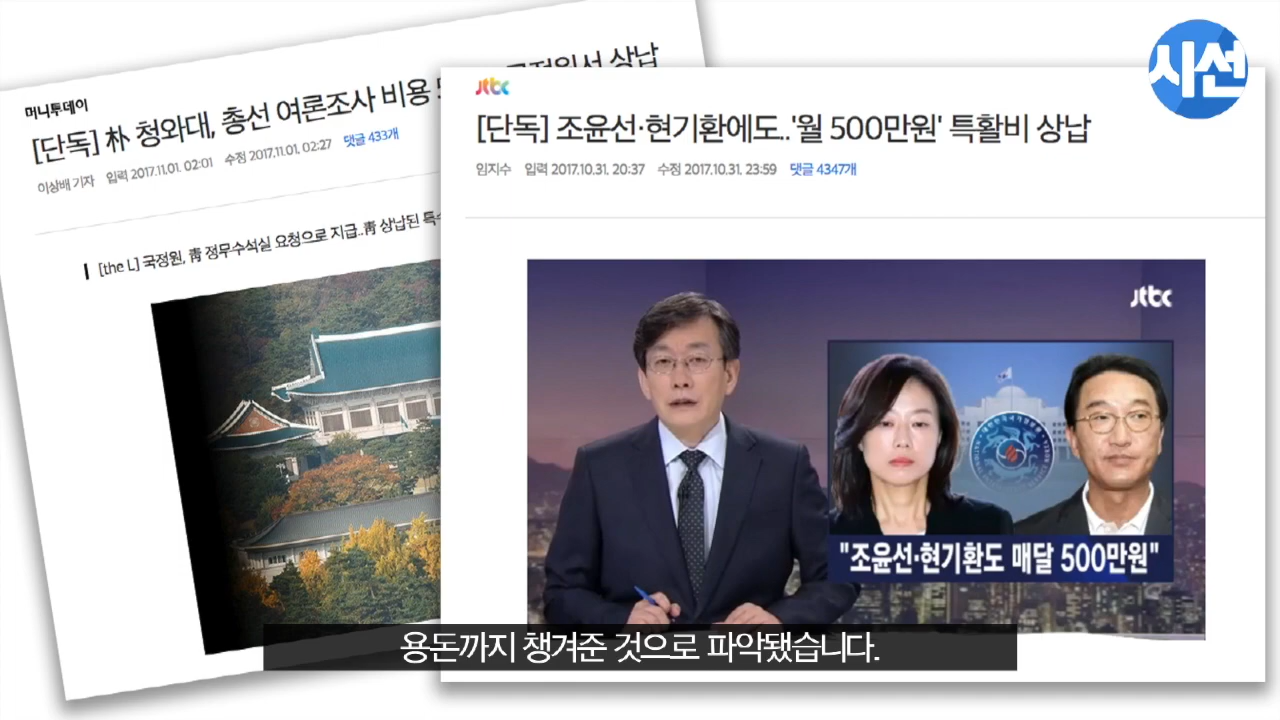 시선
머니투데이
[단독] 朴 청와대, 총선 여론조사 비용
상납
이상배 기자 입력 2017.11.01. 02:01 수정 2017.11.01. 02:27 댓글 433개
[the L] 국정원, 靑 정무수석실 요청으로 지급..靑 상납된
jtbc
[단독] 조윤선·현기환에도..'월 500만원' 특활비 상납
임지수 입력 2017.10.31. 20:37 수정 2017.10.31. 23:59 댓글 4347개
jtbc
"조윤선·현기환도 매달 500만원"
용돈까지 챙겨준 것으로 파악됐습니다.